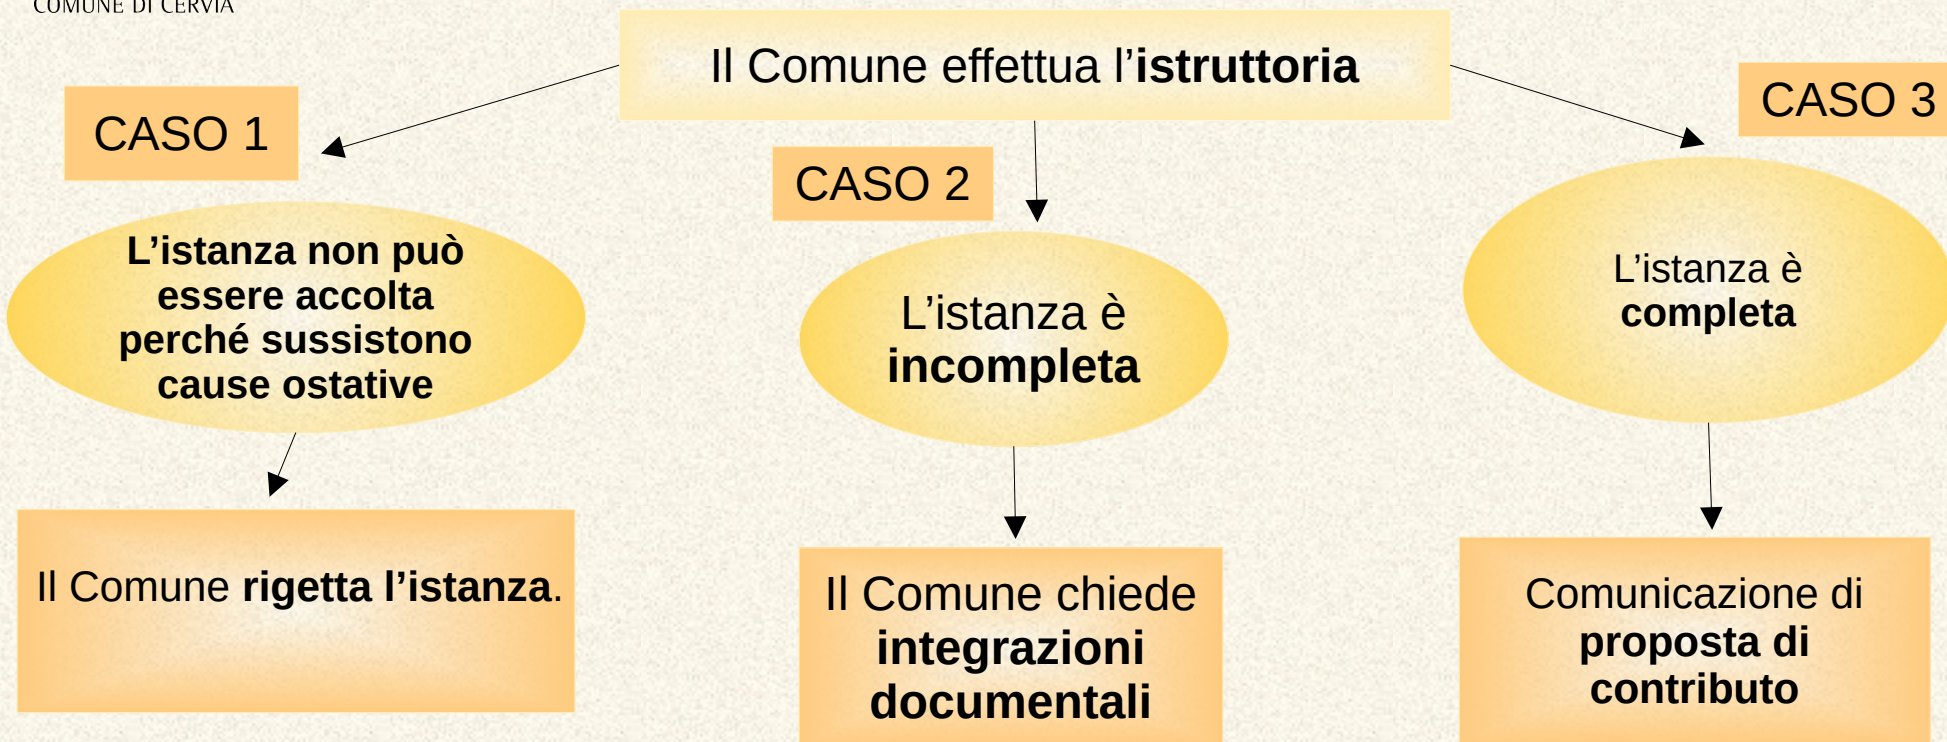 COMUNE DI CERVIA
Il Comune effettua l’istruttoria
CASO 1
CASO 2
CASO 3
L’istanza non può
essere accolta
perché sussistono
cause ostative
L’istanza è
incompleta
L’istanza è
completa
Il Comune rigetta l’istanza.
Il Comune chiede
integrazioni
documentali
Comunicazione di
proposta di
contributo